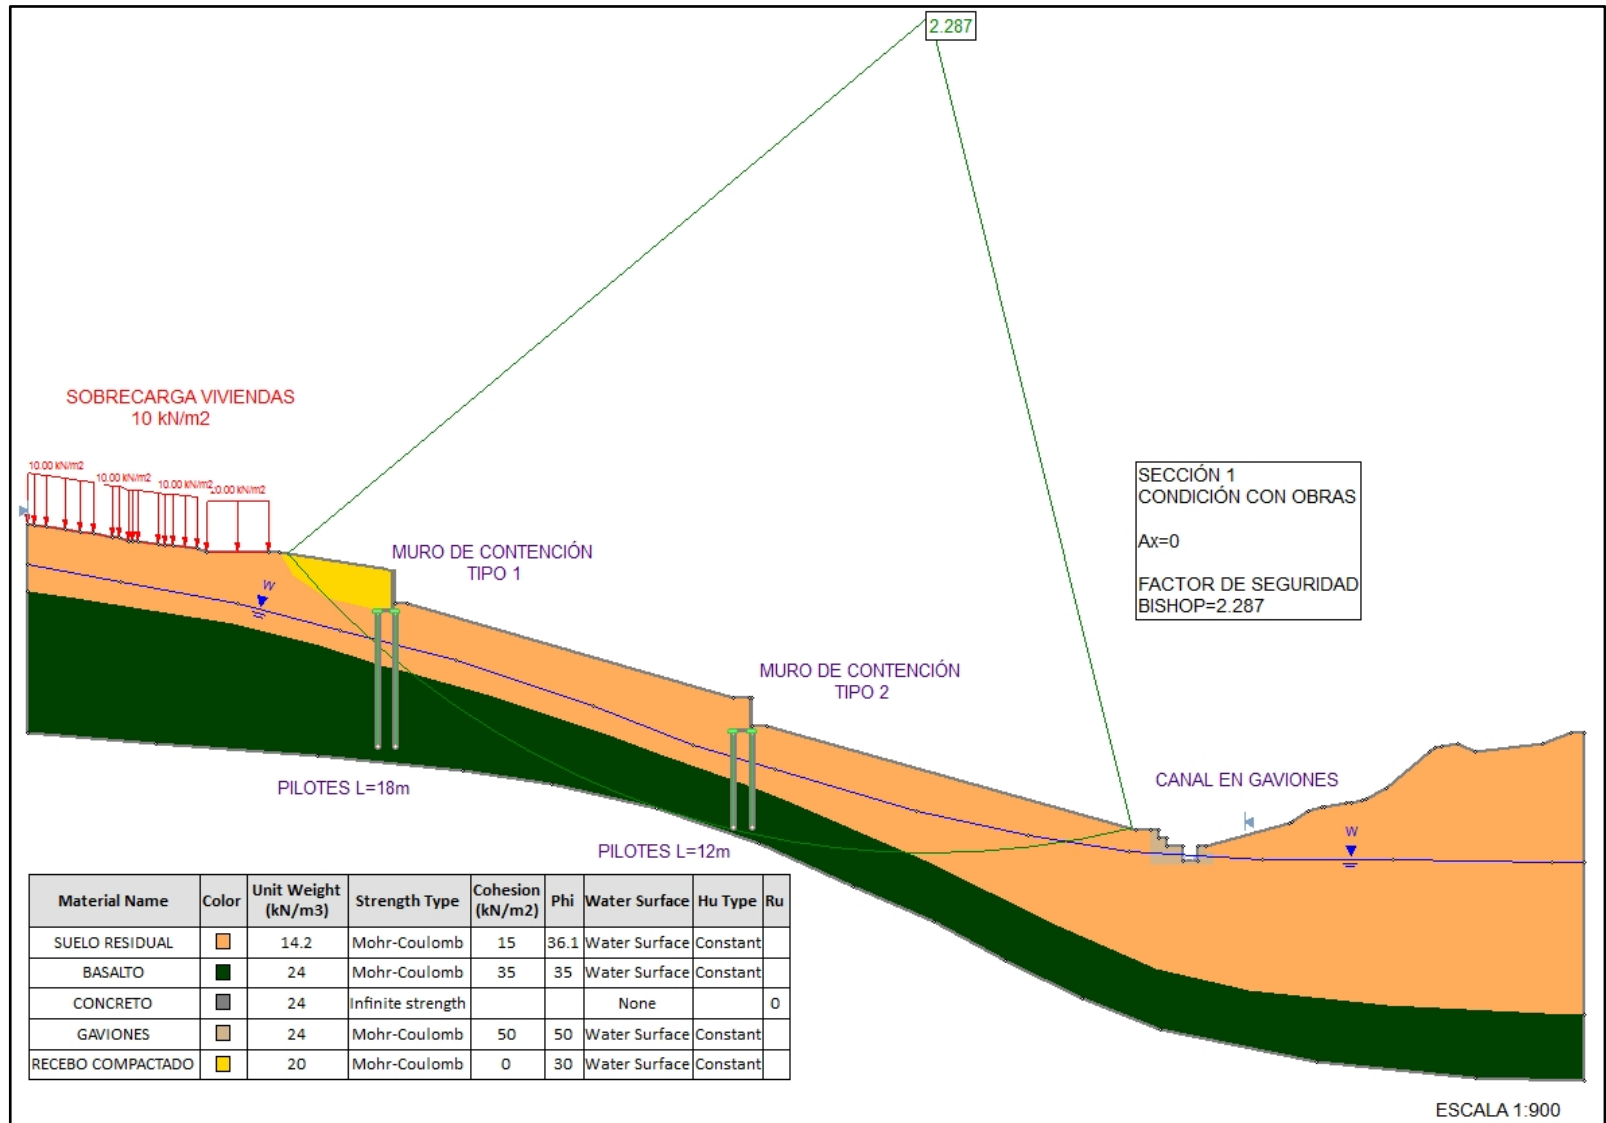 2.287
SOBRECARGA VIVIENDAS
10 kN/m2
10.00 kN/m2
10.00 kN/m2
10.00 kN/m2
10.00 kN/m2
SECCIÓN 1
CONDICIÓN CON OBRAS
Ax=0
FACTOR DE SEGURIDAD
BISHOP=2.287
MURO DE CONTENCIÓN
TIPO 1
W
MURO DE CONTENCIÓN
TIPO 2
CANAL EN GAVIONES
PILOTES L=18m
W
PILOTES L=12m
Material Name Color Unit Weight (kN/m3) Strength Type Cohesion (kN/m2) Phi Water Surface Hu Type Ru
SUELO RESIDUAL 14.2 Mohr-Coulomb 15 36.1 Water Surface Constant
BASALTO 24 Mohr-Coulomb 35 35 Water Surface Constant
CONCRETO 24 Infinite strength None 0
GAVIONES 24 Mohr-Coulomb 50 50 Water Surface Constant
RECEBO COMPACTADO 20 Mohr-Coulomb 0 30 Water Surface Constant
ESCALA 1:900